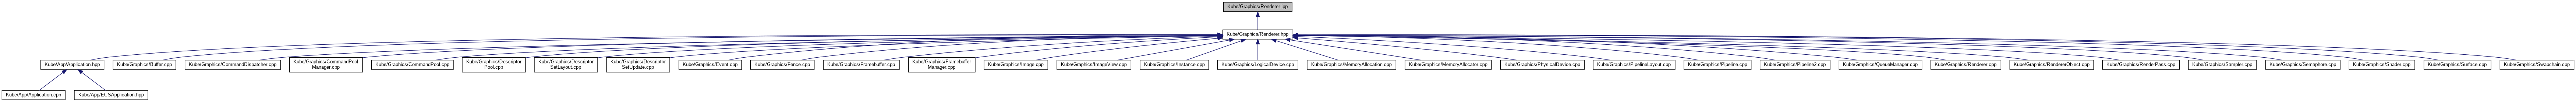 Kube/Graphics/Renderer.ipp
Kube/Graphics/Renderer.hpp
Kube/App/Application.hpp
Kube/Graphics/Buffer.cpp
Kube/Graphics/CommandDispatcher.cpp
Kube/Graphics/CommandPool
Manager.cpp
Kube/Graphics/CommandPool.cpp
Kube/Graphics/Descriptor
Pool.cpp
Kube/Graphics/Descriptor
SetLayout.cpp
Kube/Graphics/Descriptor
SetUpdate.cpp
Kube/Graphics/Event.cpp
Kube/Graphics/Fence.cpp
Kube/Graphics/Framebuffer.cpp
Kube/Graphics/Framebuffer
Manager.cpp
Kube/Graphics/Image.cpp
Kube/Graphics/ImageView.cpp
Kube/Graphics/Instance.cpp
Kube/Graphics/LogicalDevice.cpp
Kube/Graphics/MemoryAllocation.cpp
Kube/Graphics/MemoryAllocator.cpp
Kube/Graphics/PhysicalDevice.cpp
Kube/Graphics/PipelineLayout.cpp
Kube/Graphics/Pipeline.cpp
Kube/Graphics/Pipeline2.cpp
Kube/Graphics/QueueManager.cpp
Kube/Graphics/Renderer.cpp
Kube/Graphics/RendererObject.cpp
Kube/Graphics/RenderPass.cpp
Kube/Graphics/Sampler.cpp
Kube/Graphics/Semaphore.cpp
Kube/Graphics/Shader.cpp
Kube/Graphics/Surface.cpp
Kube/Graphics/Swapchain.cpp
Kube/App/Application.cpp
Kube/App/ECSApplication.hpp